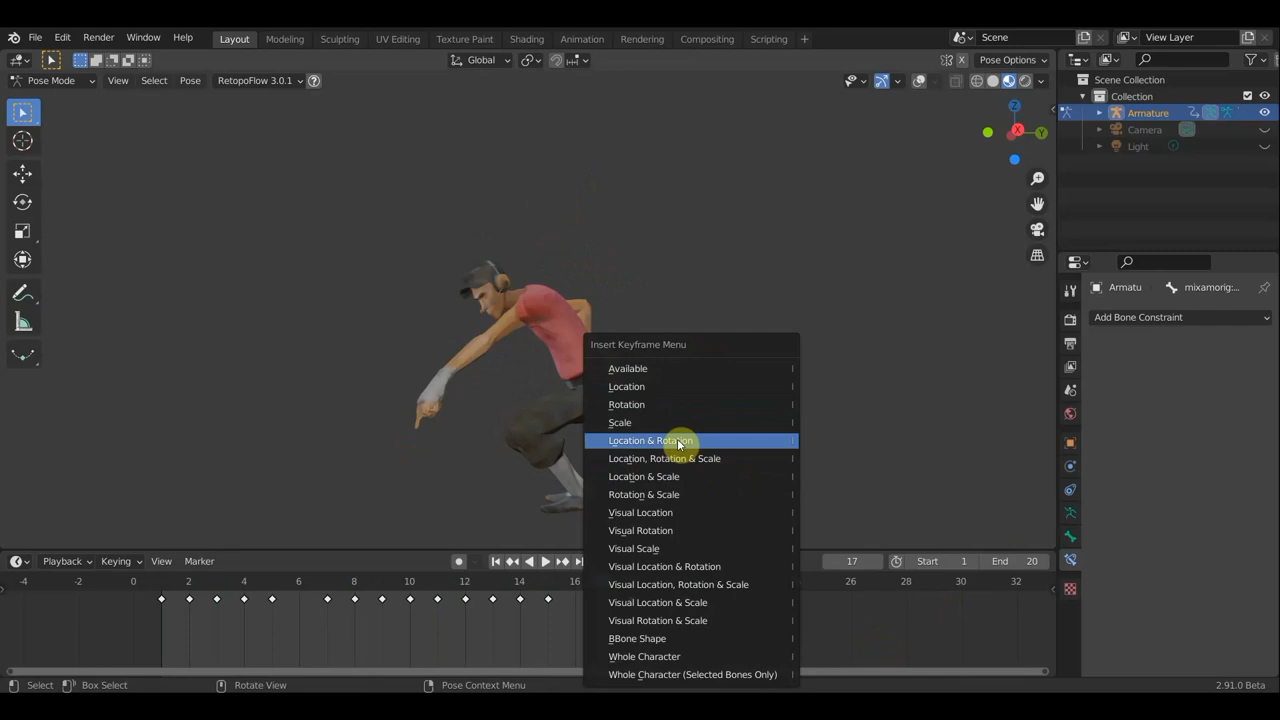 File Edit Render Window Help Layout Modeling Sculpting UV Editing Texture Paint Shading Animation Rendering Compositing Scripting + Scene View Layer
Global Pose Options
Pose Mode View Select Pose RetopoFlow 3.0.1
Scene Collection
Collection
Armature
Camera
Light
Z
X
Y
Armatu mixamorig:...
Add Bone Constraint
Insert Keyframe Menu
Available I
Location I
Rotation I
Scale I
Location & Rotation I
Location, Rotation & Scale I
Location & Scale I
Rotation & Scale I
Visual Location I
Visual Rotation I
Visual Scale I
Visual Location & Rotation I
Visual Location, Rotation & Scale I
Visual Location & Scale I
Visual Rotation & Scale I
BBone Shape I
Whole Character I
Whole Character (Selected Bones Only) I
Playback Keying View Marker 17 Start 1 End 20
-4 -2 0 2 4 6 8 10 12 14 16 26 28 30 32
Select Box Select Rotate View Pose Context Menu 2.91.0 Beta